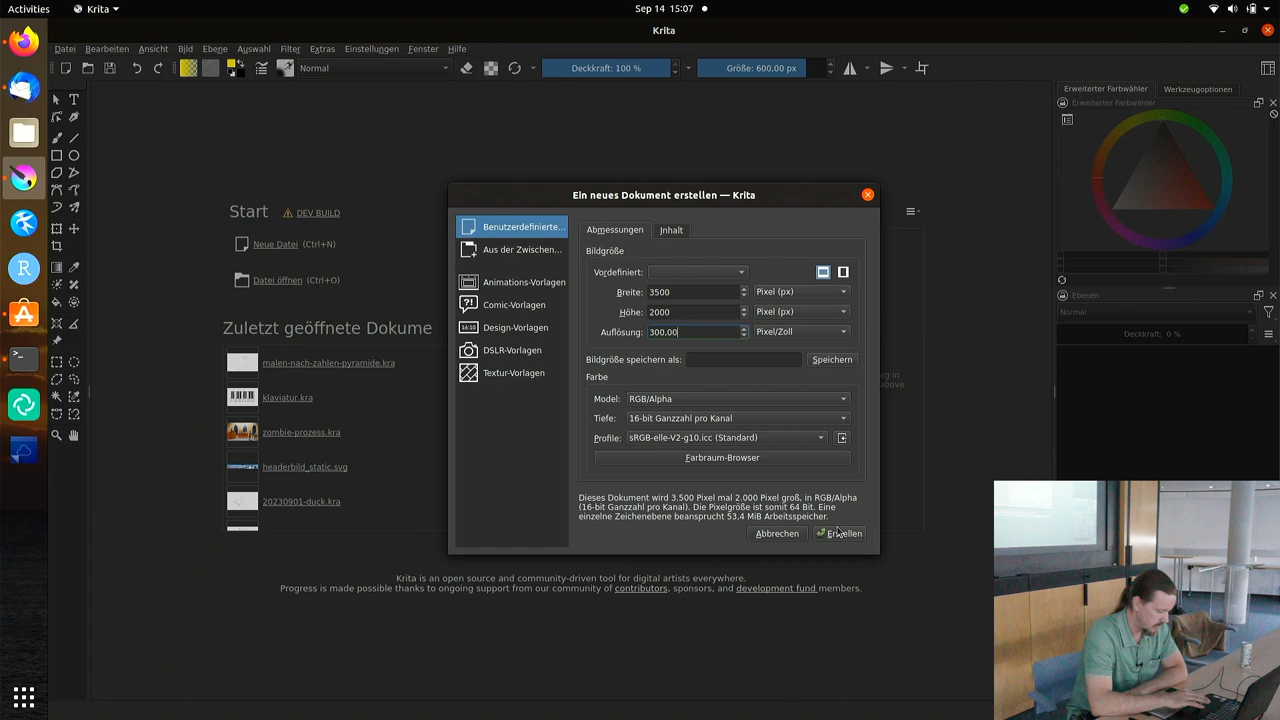 Activities Krita Sep 14 15:07
Krita
Datei Bearbeiten Ansicht Bild Ebene Auswahl Filter Extras Einstellungen Fenster Hilfe
Normal Deckkraft: 100 % Größe: 600,00 px
Erweiterter Farbwähler Werkzeugoptionen
Erweiterter Farbwähler
Start DEV BUILD
Neue Datei (Ctrl+N)
Datei öffnen (Ctrl+O)
Zuletzt geöffnete Dokume
malen-nach-zahlen-pyramide.kra
klaviatur.kra
zombie-prozess.kra
headerbild_static.svg
20230901-duck.kra
Ein neues Dokument erstellen — Krita
Benutzerdefinierte...
Aus der Zwischen...
Animations-Vorlagen
Comic-Vorlagen
16:10 Design-Vorlagen
DSLR-Vorlagen
Textur-Vorlagen
Abmessungen Inhalt
Bildgröße
Vordefiniert:
Breite: 3500 Pixel (px)
Höhe: 2000 Pixel (px)
Auflösung: 300,00 Pixel/Zoll
Bildgröße speichern als: Speichern
Farbe
Model: RGB/Alpha
Tiefe: 16-bit Ganzzahl pro Kanal
Profile: sRGB-elle-V2-g10.icc (Standard)
Farbraum-Browser
Dieses Dokument wird 3.500 Pixel mal 2.000 Pixel groß, in RGB/Alpha
(16-bit Ganzzahl pro Kanal). Die Pixelgröße ist somit 64 Bit. Eine
einzelne Zeichenebene beansprucht 53,4 MiB Arbeitsspeicher.
Abbrechen Erstellen
erg in
be aus
Ebenen
Normal
Deckkraft: 0 %
Krita is an open source and community-driven tool for digital artists everywhere.
Progress is made possible thanks to ongoing support from our community of contributors, sponsors, and development fund members.